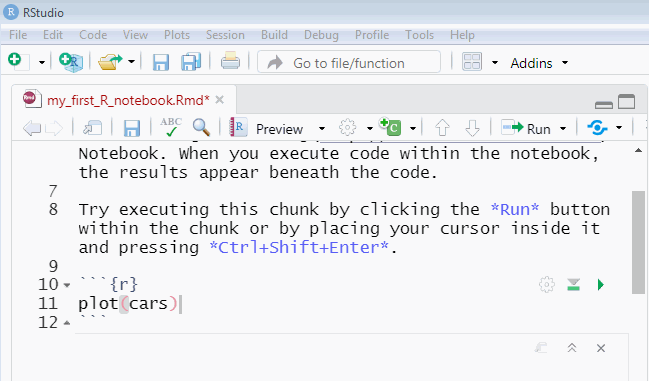 RStudio
File Edit Code View Plots Session Build Debug Profile Tools Help
Go to file/function Addins
my_first_R_notebook.Rmd*
ABC Preview Run
Notebook. When you execute code within the notebook,
the results appear beneath the code.
7
8 Try executing this chunk by clicking the *Run* button
within the chunk or by placing your cursor inside it
and pressing *Ctrl+Shift+Enter*.
9
10 ```{r}
11 plot(cars)
12 ```